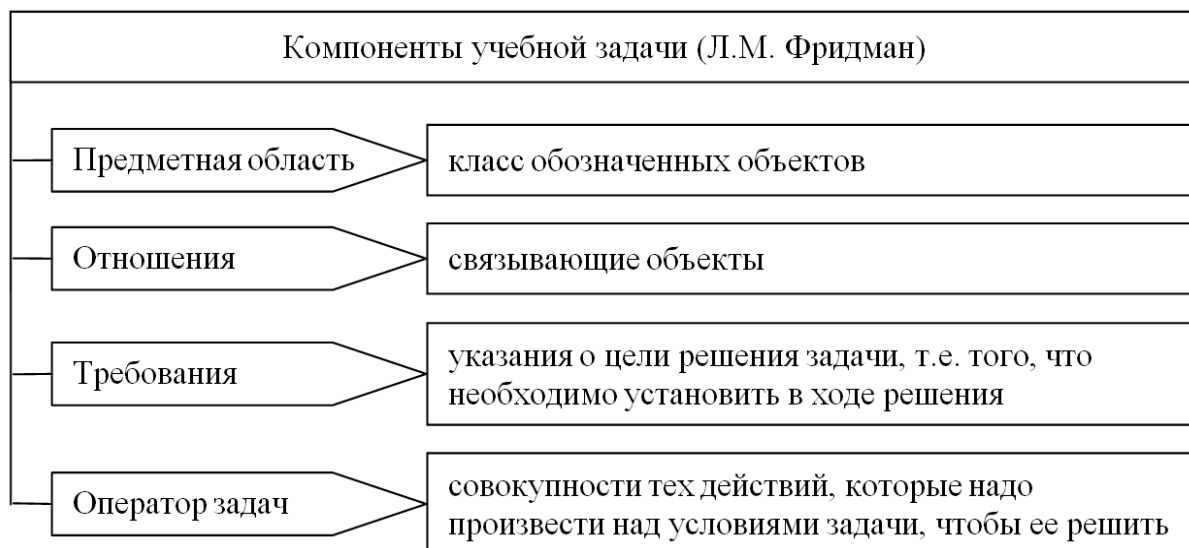 Компоненты учебной задачи (Л.М. Фридман)
Предметная область
класс обозначенных объектов
Отношения
связывающие объекты
Требования
указания о цели решения задачи, т.е. того, что
необходимо установить в ходе решения
Оператор задач
совокупности тех действий, которые надо
произвести над условиями задачи, чтобы ее решить